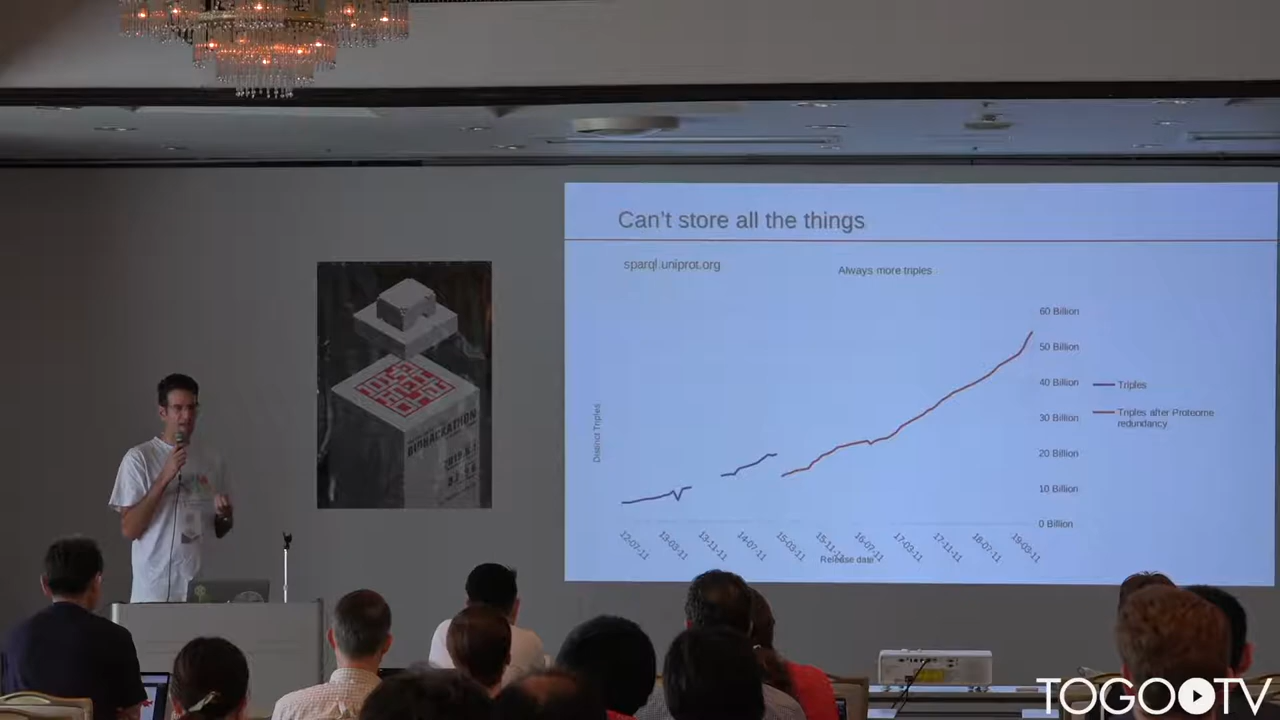 Can't store all the things
sparql.uniprot.org
Always more triples
60 Billion
50 Billion
40 Billion
30 Billion
20 Billion
10 Billion
0 Billion
Distinct Triples
Triples
Triples after Proteome
redundancy
12-07-11
13-03-11
13-11-11
14-07-11
15-03-11
15-11-11
16-07-11
17-03-11
17-11-11
18-07-11
19-03-11
Release date
BIOHACKATHON
TOGOTV